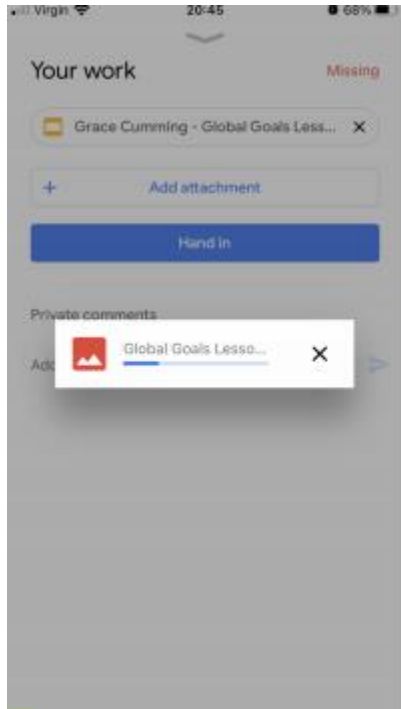 Virgin 20:45 68%
Your work Missing
Grace Cumming - Global Goals Less...
+ Add attachment
Hand in
Private comments
Global Goals Lesso...
Add